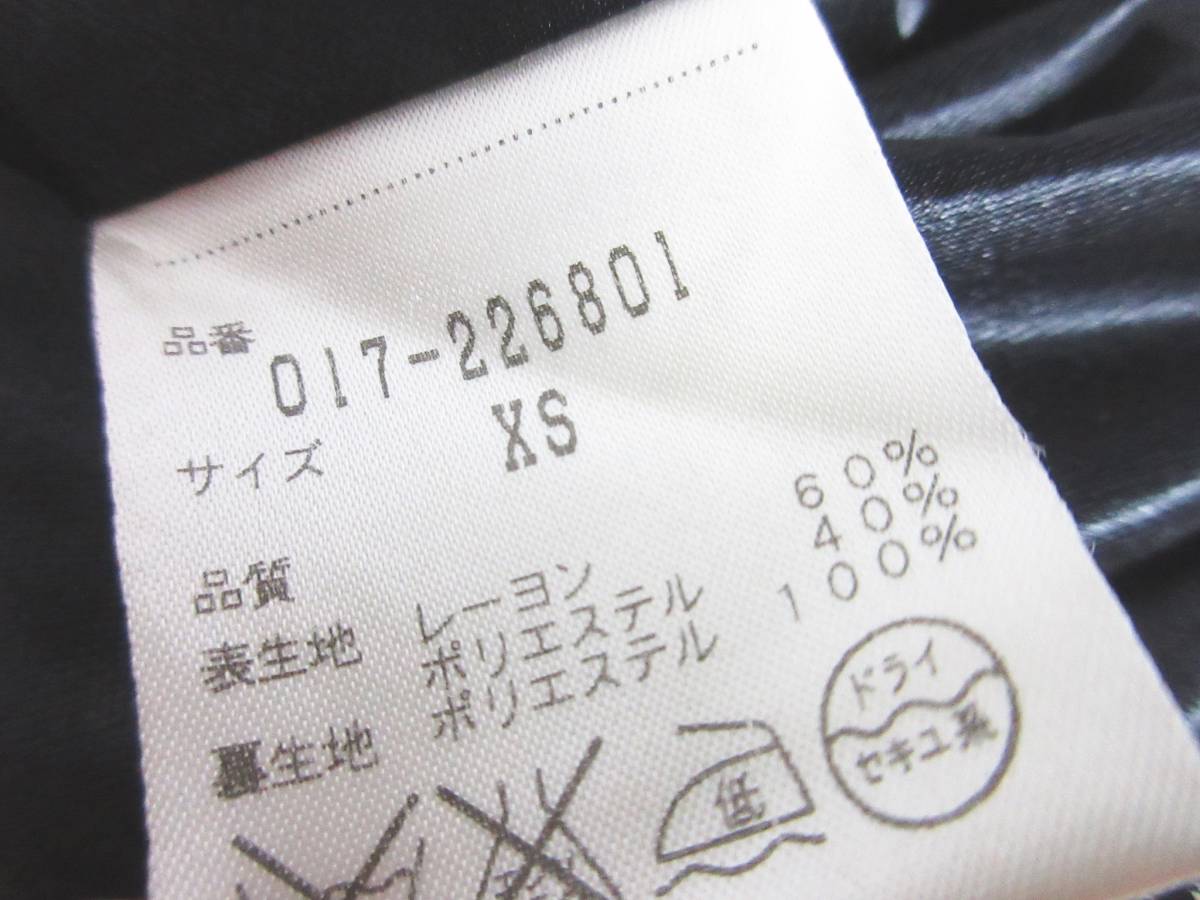 品番 017-226801
サイズ XS
品質
表生地 レーヨン 60%
ポリエステル 40%
裏生地 ポリエステル 100%
低
ドライ
セキユ系